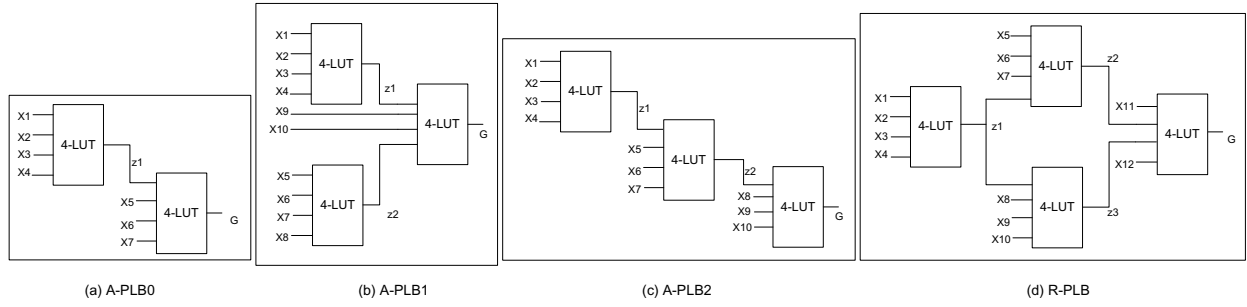 X1
X2
X3
X4
4-LUT
z1
X5
X6
X7
4-LUT
G
(a) A-PLB0
X1
X2
X3
X4
4-LUT
z1
X9
X10
4-LUT
G
X5
X6
X7
X8
4-LUT
z2
(b) A-PLB1
X1
X2
X3
X4
4-LUT
z1
X5
X6
X7
4-LUT
z2
X8
X9
X10
4-LUT
G
(c) A-PLB2
X1
X2
X3
X4
4-LUT
z1
X5
X6
X7
4-LUT
z2
X8
X9
X10
4-LUT
z3
X11
X12
4-LUT
G
(d) R-PLB